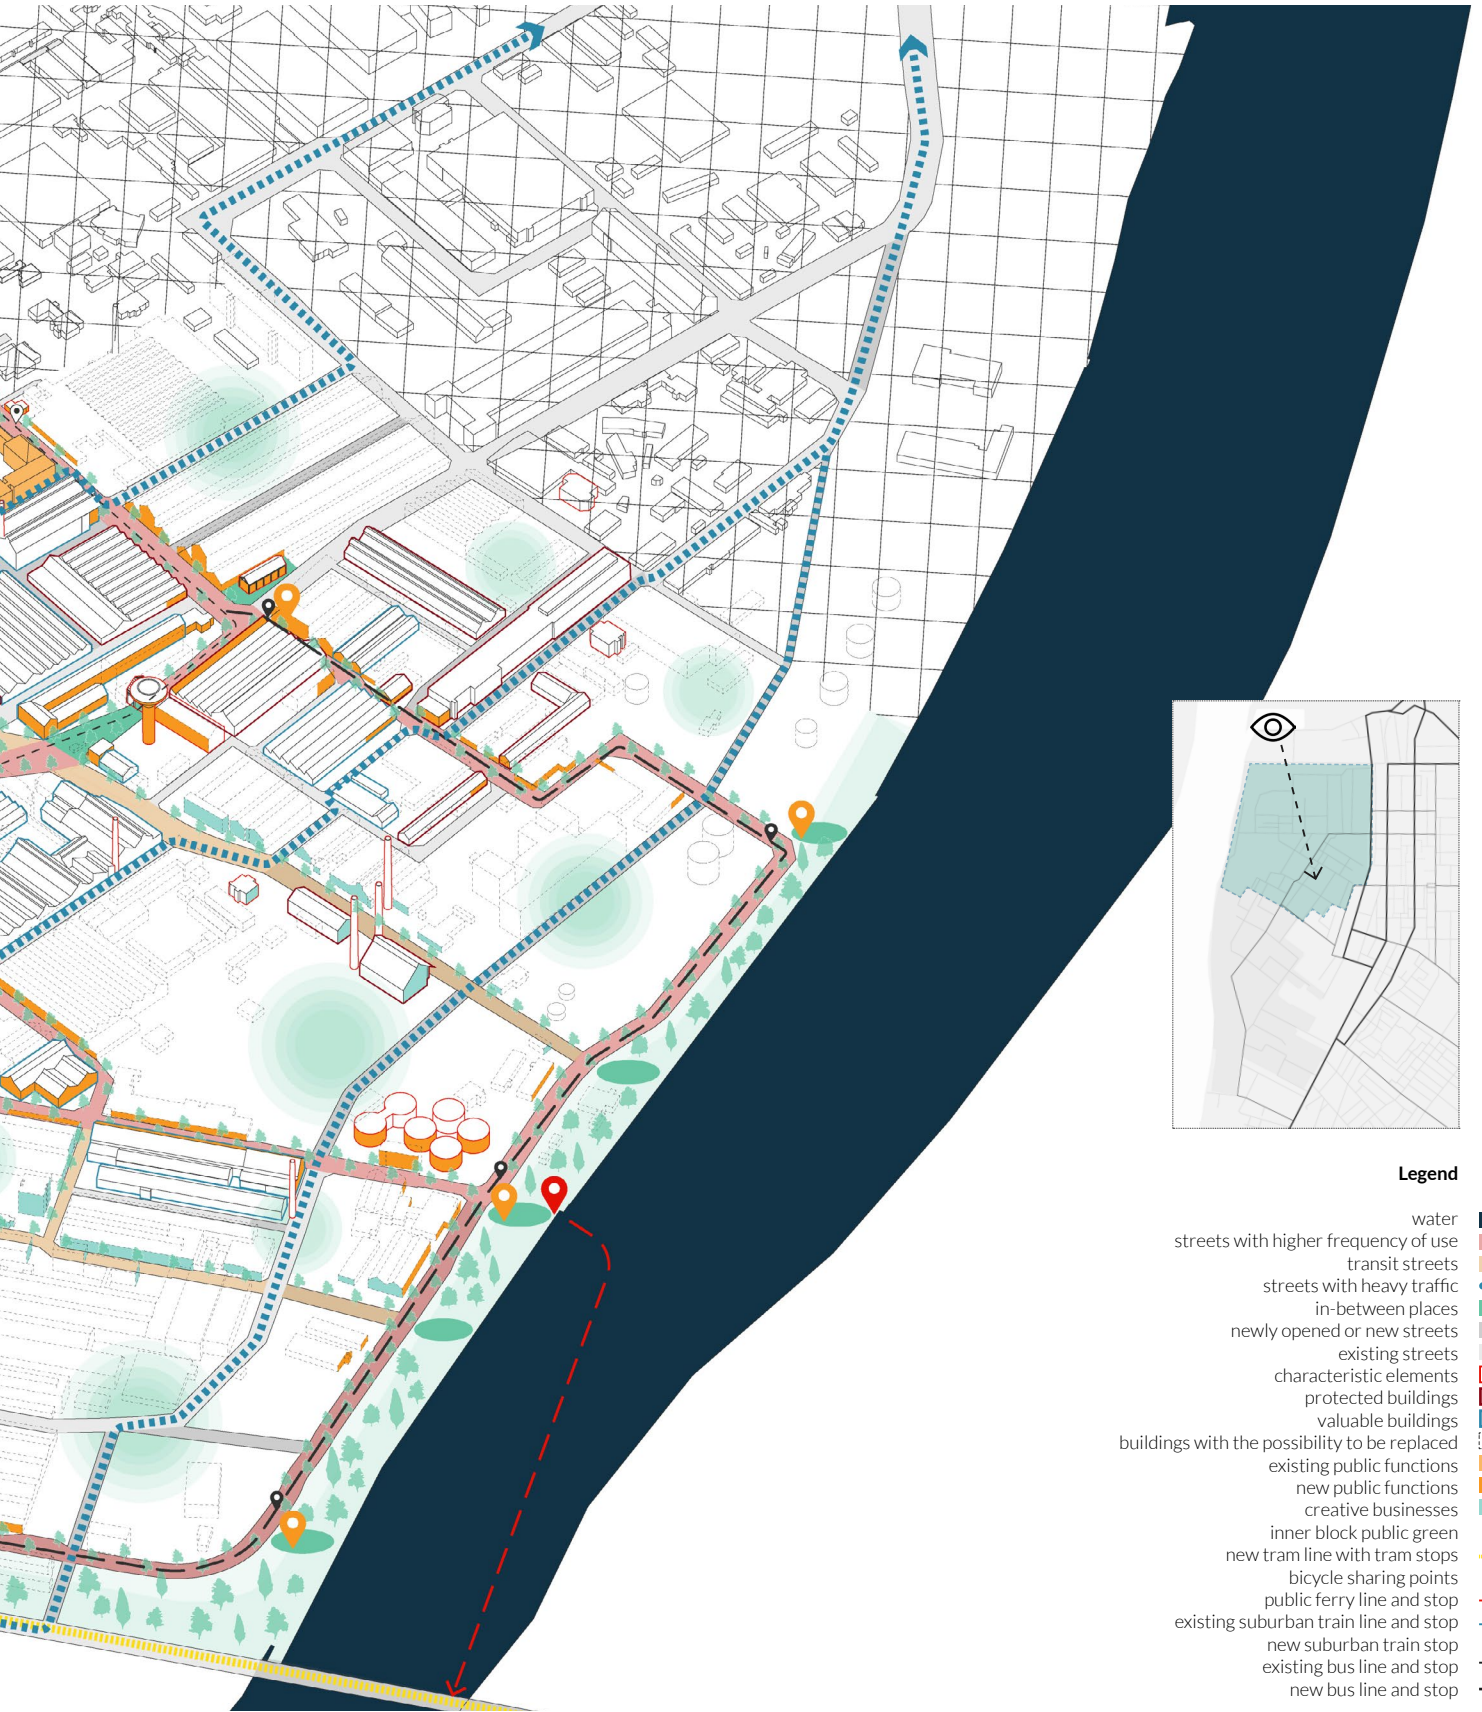 Legend
water
streets with higher frequency of use
transit streets
streets with heavy traffic
in-between places
newly opened or new streets
existing streets
characteristic elements
protected buildings
valuable buildings
buildings with the possibility to be replaced
existing public functions
new public functions
creative businesses
inner block public green
new tram line with tram stops
bicycle sharing points
public ferry line and stop
existing suburban train line and stop
new suburban train stop
existing bus line and stop
new bus line and stop